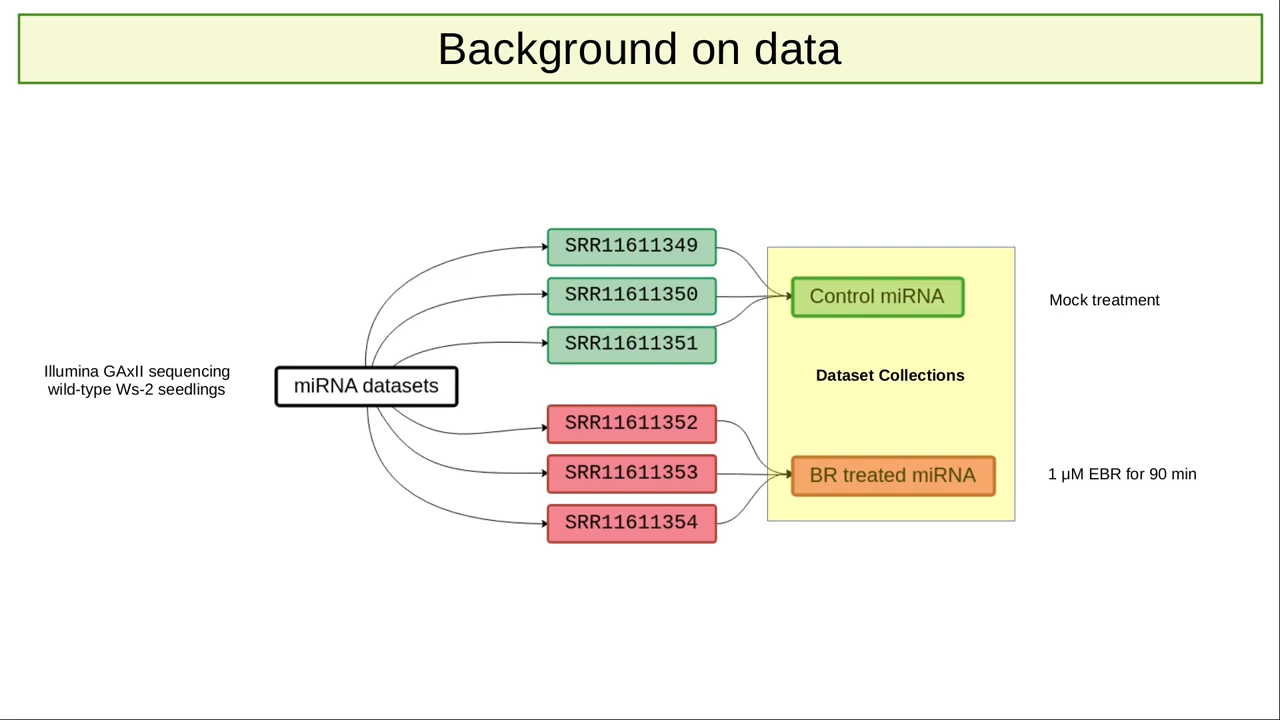 Background on data
Illumina GAxII sequencing
wild-type Ws-2 seedlings
miRNA datasets
SRR11611349
SRR11611350
SRR11611351
SRR11611352
SRR11611353
SRR11611354
Control miRNA
Dataset Collections
BR treated miRNA
Mock treatment
1 μM EBR for 90 min